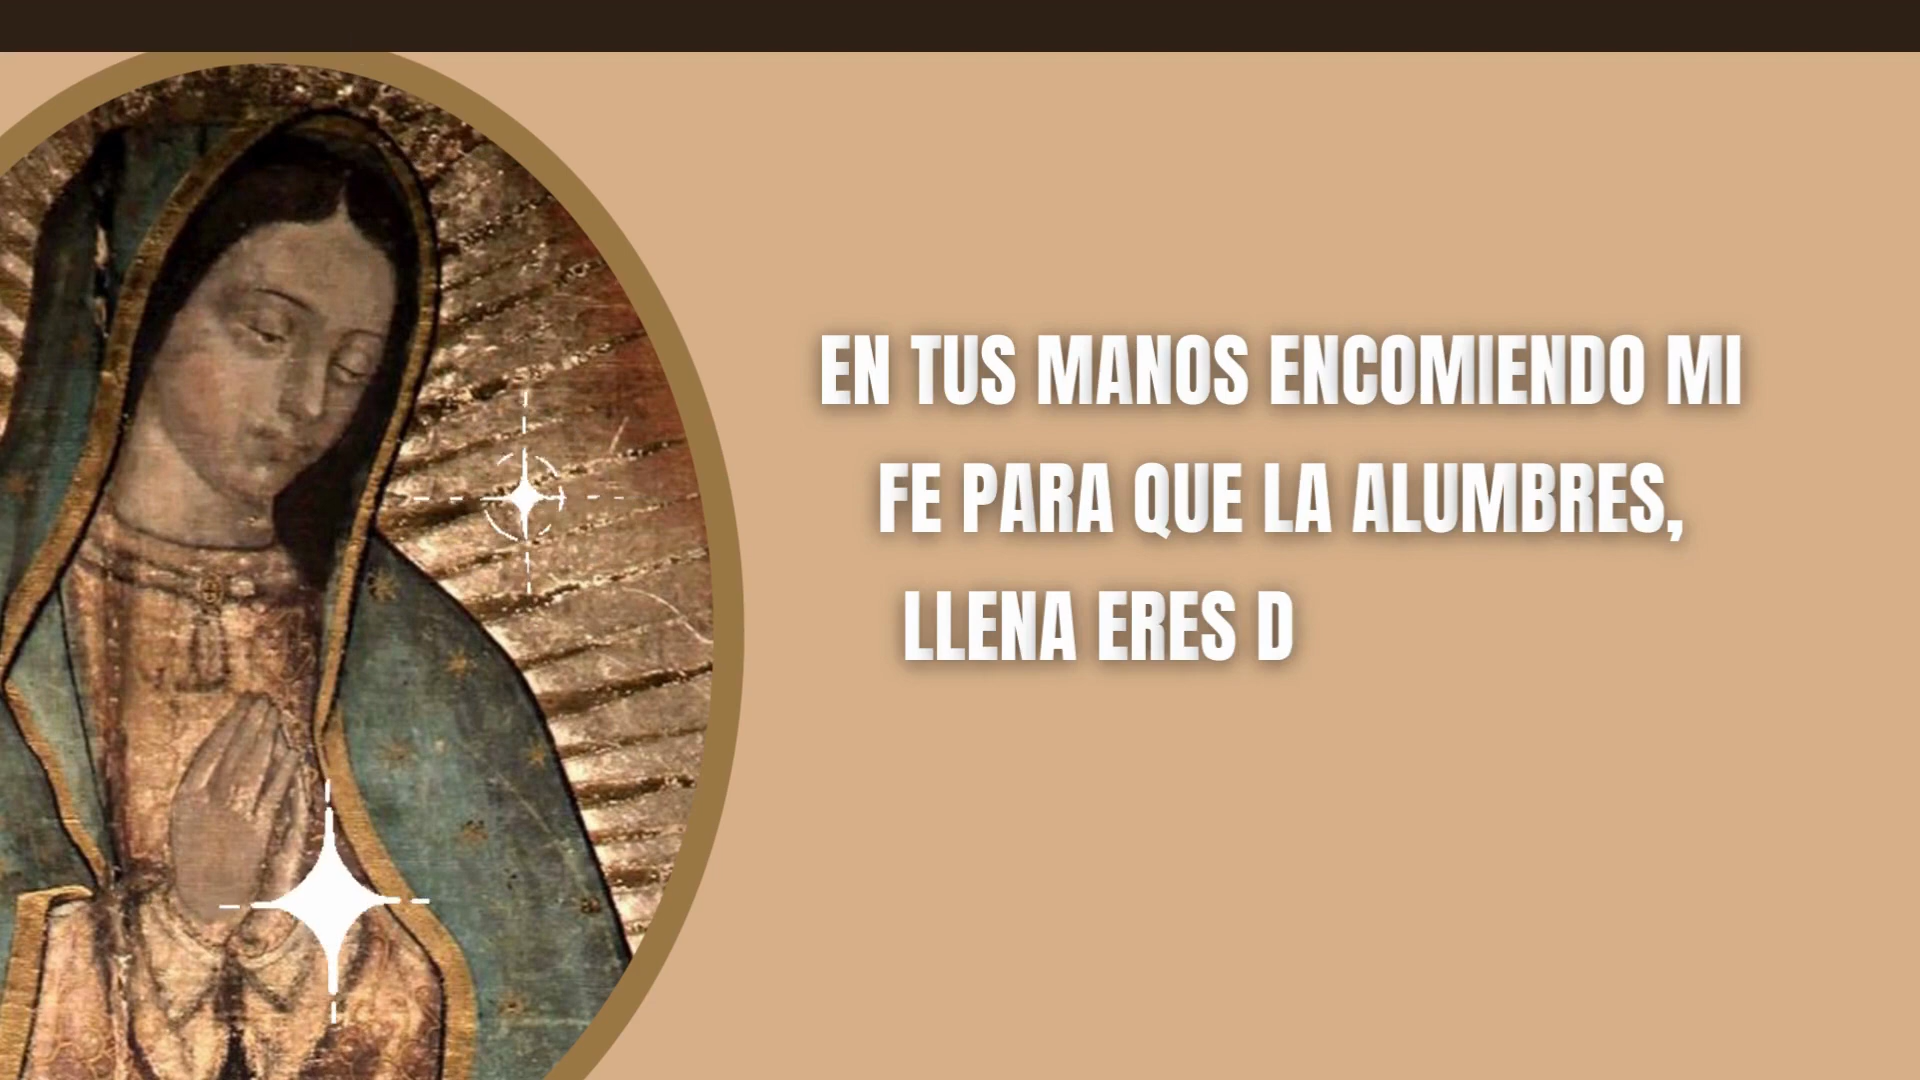 EN TUS MANOS ENCOMIENDO MI
FE PARA QUE LA ALUMBRES,
LLENA ERES D